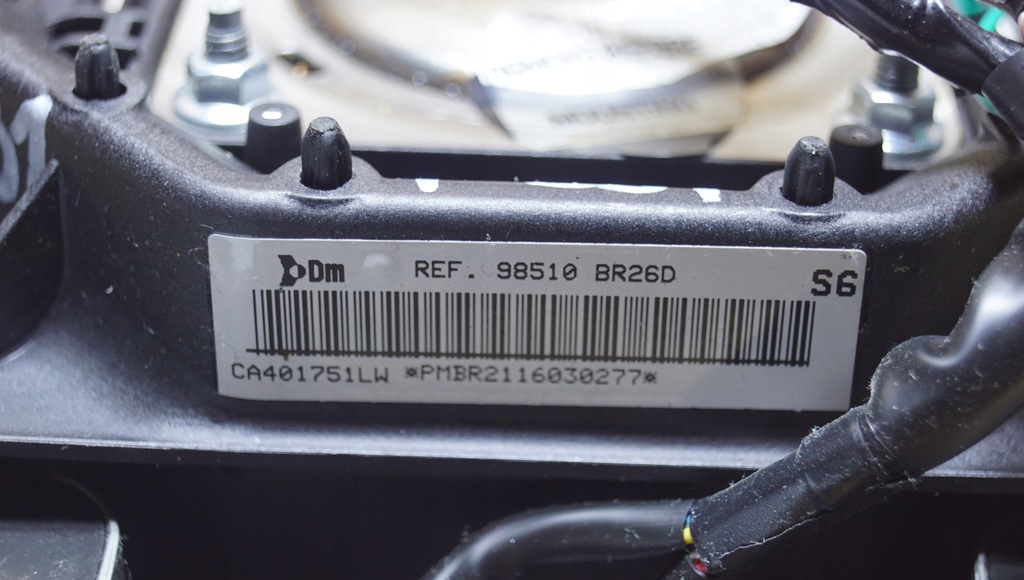 Dm REF. 98510 BR26D S6
CA401751LW *PMBR2116030277*